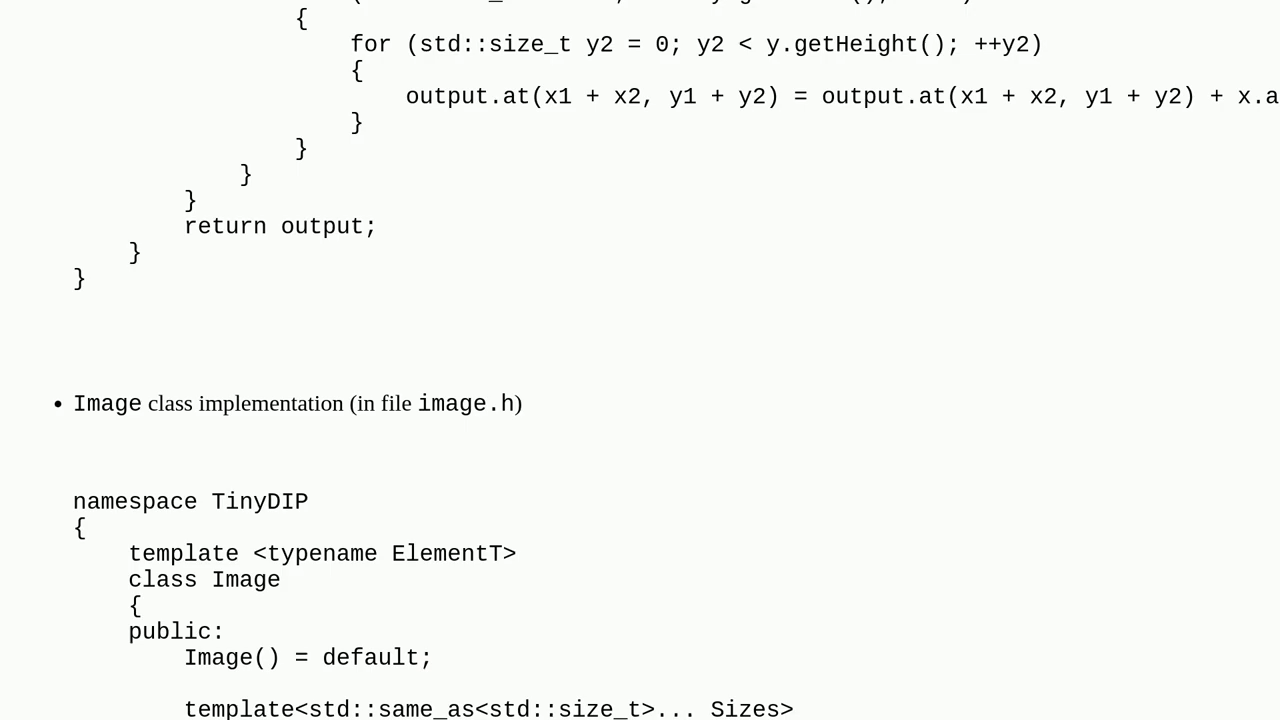 {
for (std::size_t y2 = 0; y2 < y.getHeight(); ++y2)
{
output.at(x1 + x2, y1 + y2) = output.at(x1 + x2, y1 + y2) + x.a
}
}
}
}
return output;
}
}
• Image class implementation (in file image.h)
namespace TinyDIP
{
template <typename ElementT>
class Image
{
public:
Image() = default;
template<std::same_as<std::size_t>... Sizes>